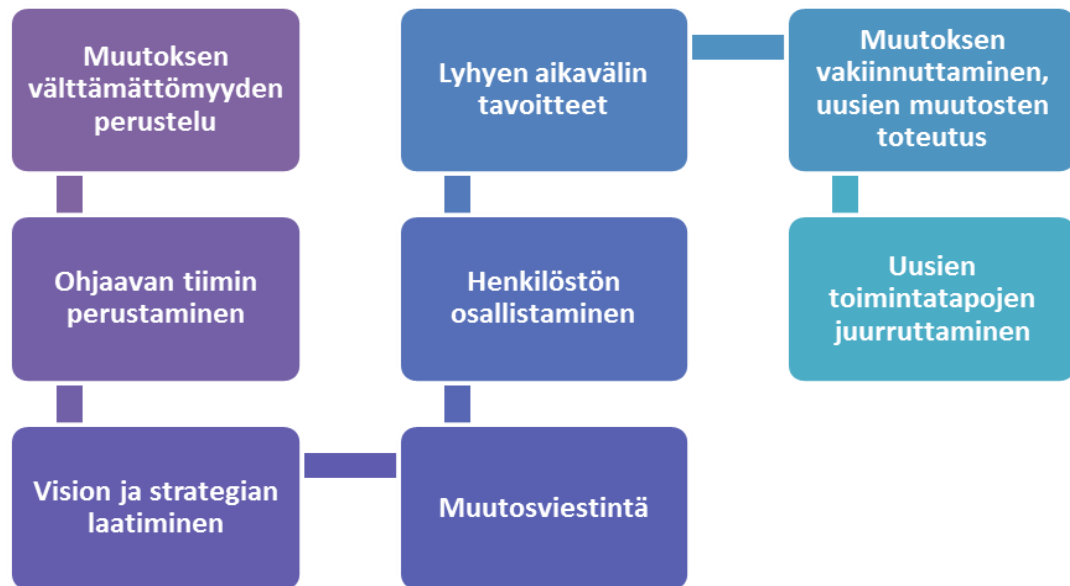 Muutoksen
välttämättömyyden
perustelu
Ohjaavan tiimin
perustaminen
Vision ja strategian
laatiminen
Muutosviestintä
Henkilöstön
osallistaminen
Lyhyen aikavälin
tavoitteet
Muutoksen
vakiinnuttaminen,
uusien muutosten
toteutus
Uusien
toimintatapojen
juurruttaminen